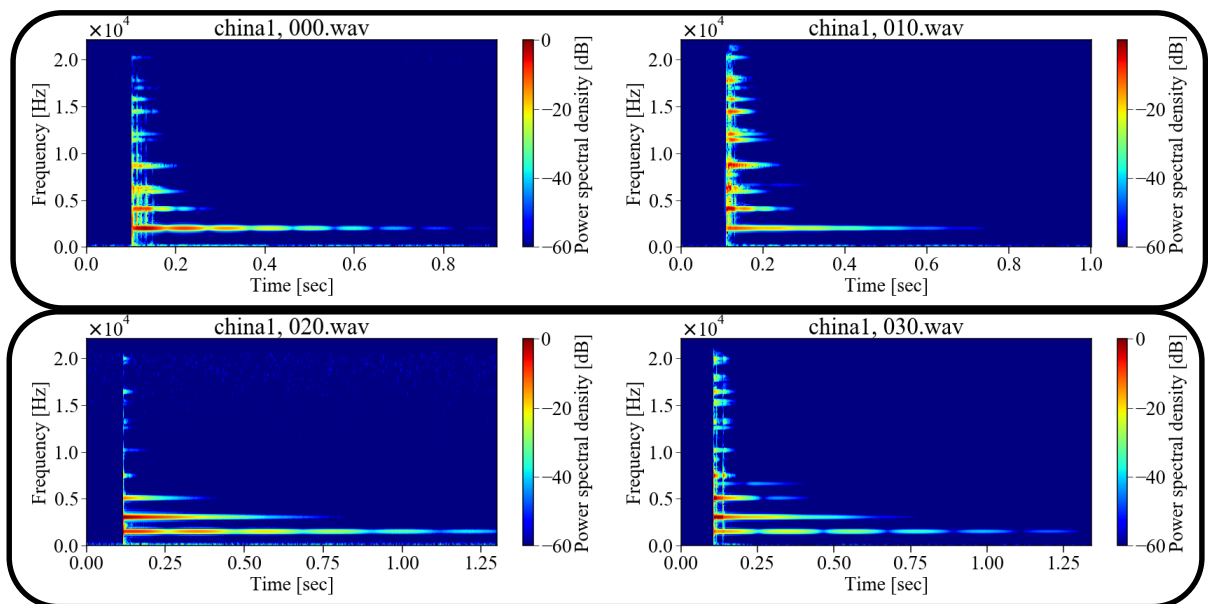 ×10⁴ china1, 000.wav
Frequency [Hz]
2.0
1.5
1.0
0.5
0.0
0.0 0.2 0.4 0.6 0.8
Time [sec]
0
−20
−40
−60
Power spectral density [dB]
×10⁴ china1, 010.wav
Frequency [Hz]
2.0
1.5
1.0
0.5
0.0
0.0 0.2 0.4 0.6 0.8 1.0
Time [sec]
−20
−40
−60
Power spectral density [dB]
×10⁴ china1, 020.wav
Frequency [Hz]
2.0
1.5
1.0
0.5
0.0
0.00 0.25 0.50 0.75 1.00 1.25
Time [sec]
0
−20
−40
−60
Power spectral density [dB]
×10⁴ china1, 030.wav
Frequency [Hz]
2.0
1.5
1.0
0.5
0.0
0.00 0.25 0.50 0.75 1.00 1.25
Time [sec]
0
−20
−40
−60
Power spectral density [dB]